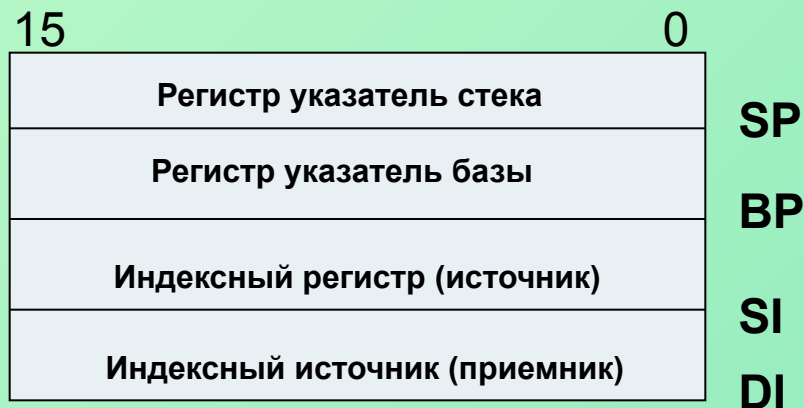 15 0
Регистр указатель стека
SP
Регистр указатель базы
BP
Индексный регистр (источник)
SI
Индексный источник (приемник)
DI